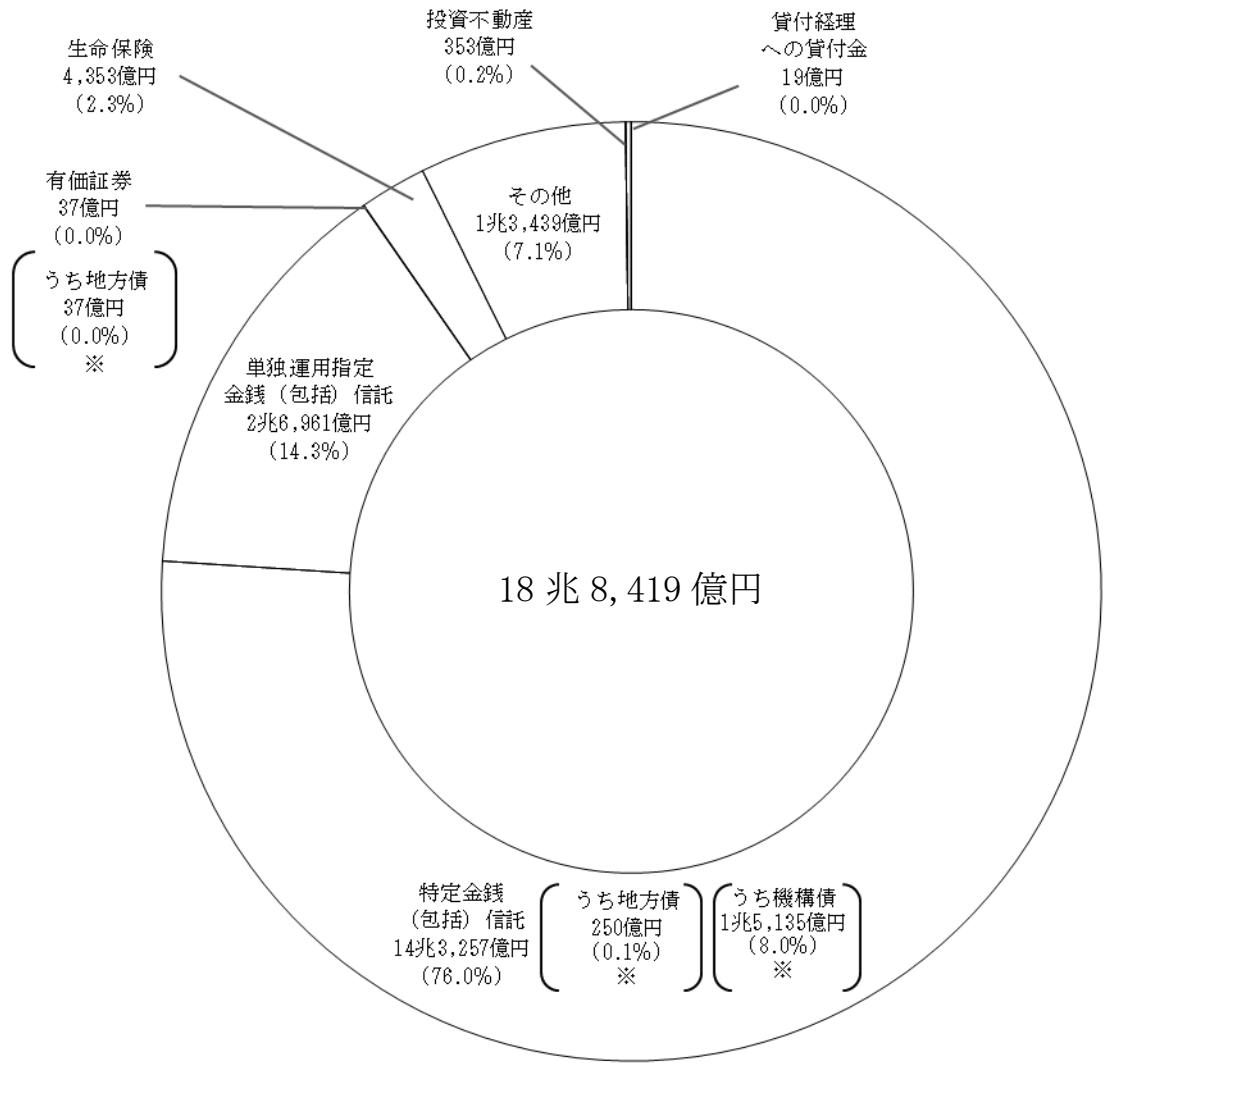 投資不動産
353億円
(0.2%)
貸付経理
への貸付金
19億円
(0.0%)
生命保険
4,353億円
(2.3%)
有価証券
37億円
(0.0%)
うち地方債
37億円
(0.0%)
※
その他
1兆3,439億円
(7.1%)
単独運用指定
金銭（包括）信託
2兆6,961億円
(14.3%)
18兆8,419億円
特定金銭
（包括）信託
14兆3,257億円
(76.0%)
うち地方債
250億円
(0.1%)
※
うち機構債
1兆5,135億円
(8.0%)
※